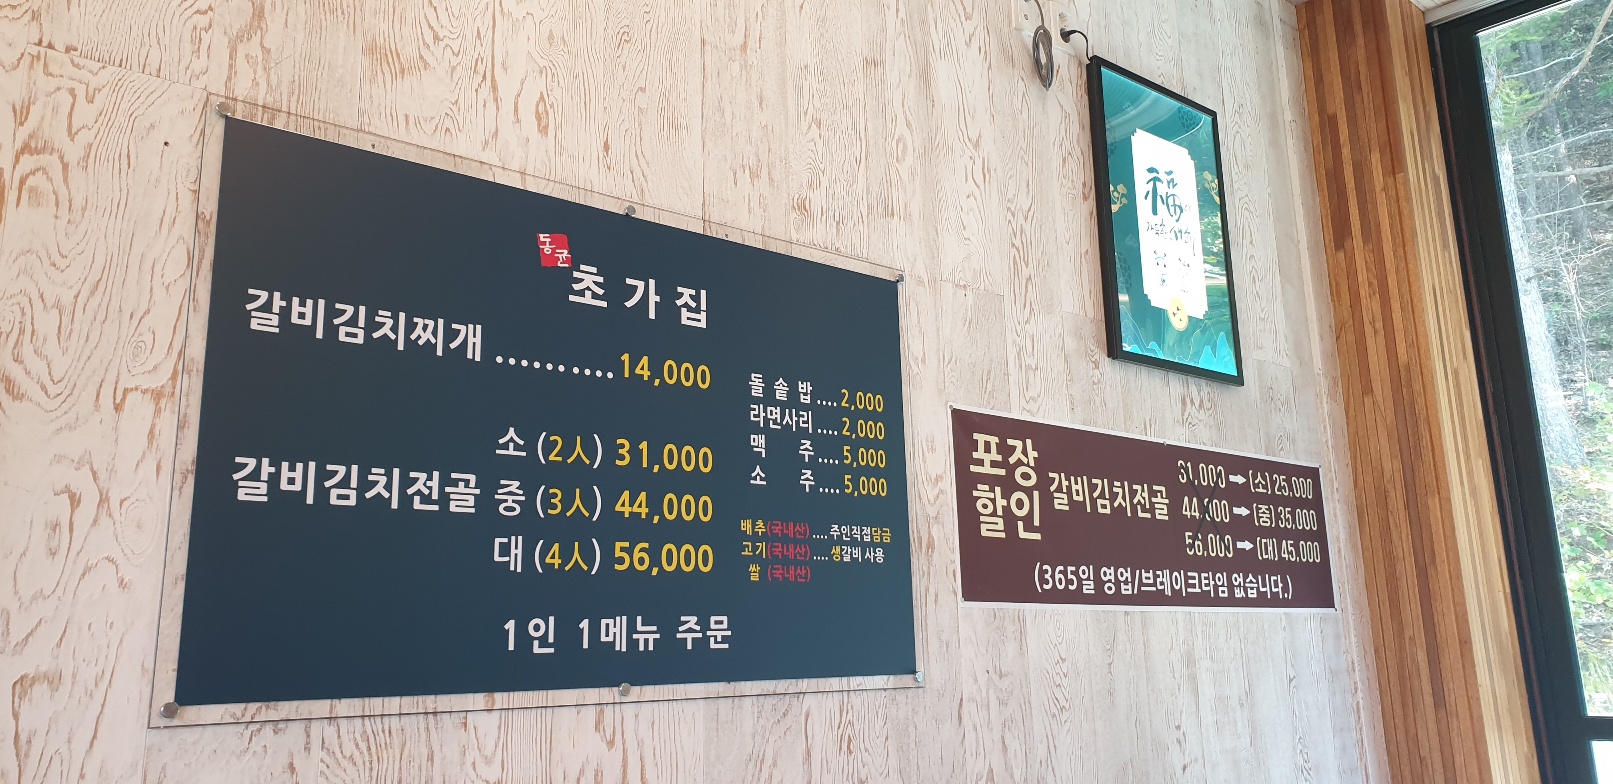 동균
초가집
갈비김치찌개 .......... 14,000
갈비김치전골
소 (2人) 31,000
중 (3人) 44,000
대 (4人) 56,000
돌솥밥 .... 2,000
라면사리 .... 2,000
맥주 .... 5,000
소주 .... 5,000
배추(국내산) .... 주인직접담금
고기(국내산) .... 생갈비 사용
쌀 (국내산)
1인 1메뉴 주문
福
포장
할인
갈비김치전골
31,000 ➡ (소) 25,000
44,000 ➡ (중) 35,000
56,000 ➡ (대) 45,000
(365일 영업/브레이크타임 없습니다.)